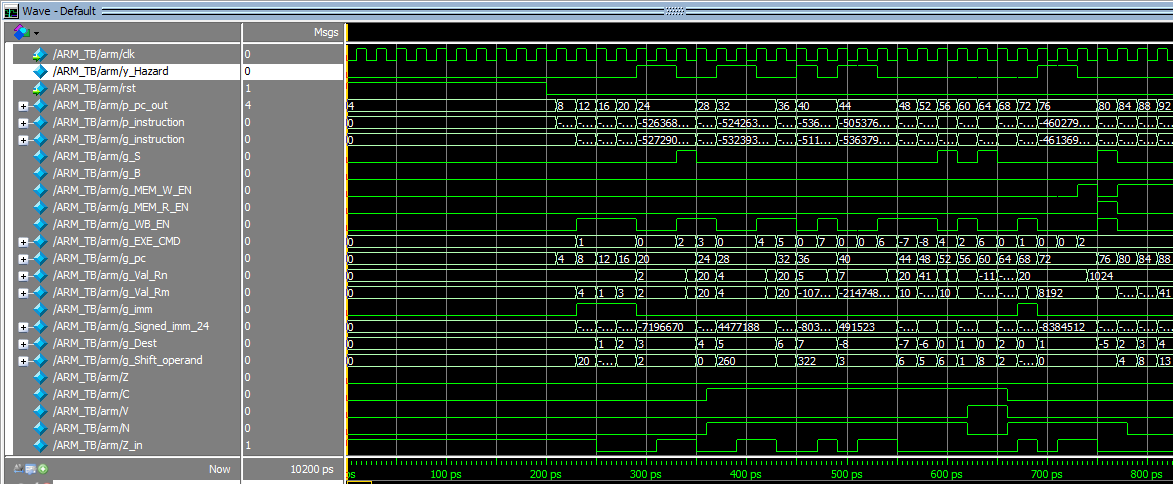 Wave - Default
Msgs
/ARM_TB/arm/clk 0
/ARM_TB/arm/y_Hazard 0
/ARM_TB/arm/rst 1
/ARM_TB/arm/p_pc_out 4 4 8 12 16 20 24 28 32 36 40 44 48 52 56 60 64 68 72 76 80 84 88 92
/ARM_TB/arm/p_instruction 0 0 -... -... -... -... -526368... -... -524263... -... -536... -505376... -... -... -... -... -... -... -... -460279... -... -... -... -...
/ARM_TB/arm/g_instruction 0 0 -... -... -... -527290... -... -532393... -... -511... -536379... -... -... -... -... -... -... -... -461369... -... -... -... -...
/ARM_TB/arm/g_S 0
/ARM_TB/arm/g_B 0
/ARM_TB/arm/g_MEM_W_EN 0
/ARM_TB/arm/g_MEM_R_EN 0
/ARM_TB/arm/g_WB_EN 0
/ARM_TB/arm/g_EXE_CMD 0 0 1 0 2 3 0 4 5 0 7 0 0 6 -7 -8 4 2 6 0 1 0 0 2
/ARM_TB/arm/g_pc 0 0 4 8 12 16 20 24 28 32 36 40 44 48 52 56 60 64 68 72 76 80 84 88
/ARM_TB/arm/g_Val_Rn 0 0 2 20 4 20 5 7 20 41 -11... -... 20 1024
/ARM_TB/arm/g_Val_Rm 0 0 4 1 3 2 20 4 20 -107... -214748... 10 -... 10 8192 -... -... 41
/ARM_TB/arm/g_imm 0
/ARM_TB/arm/g_Signed_imm_24 0 0 -... -... -... -7196670 -... 4477188 -... -803... 491523 -... -... -... -... -... -... -... -8384512 -... -... -... -...
/ARM_TB/arm/g_Dest 0 0 1 2 3 4 5 6 7 -8 -7 -6 0 1 0 2 0 1 -5 2 3 4
/ARM_TB/arm/g_Shift_operand 0 0 20 -... 2 0 260 -... 322 3 6 5 6 1 8 2 -... 0 4 8 13
/ARM_TB/arm/Z 0
/ARM_TB/arm/C 0
/ARM_TB/arm/V 0
/ARM_TB/arm/N 0
/ARM_TB/arm/Z_in 1
Now 10200 ps
ps 100 ps 200 ps 300 ps 400 ps 500 ps 600 ps 700 ps 800 ps